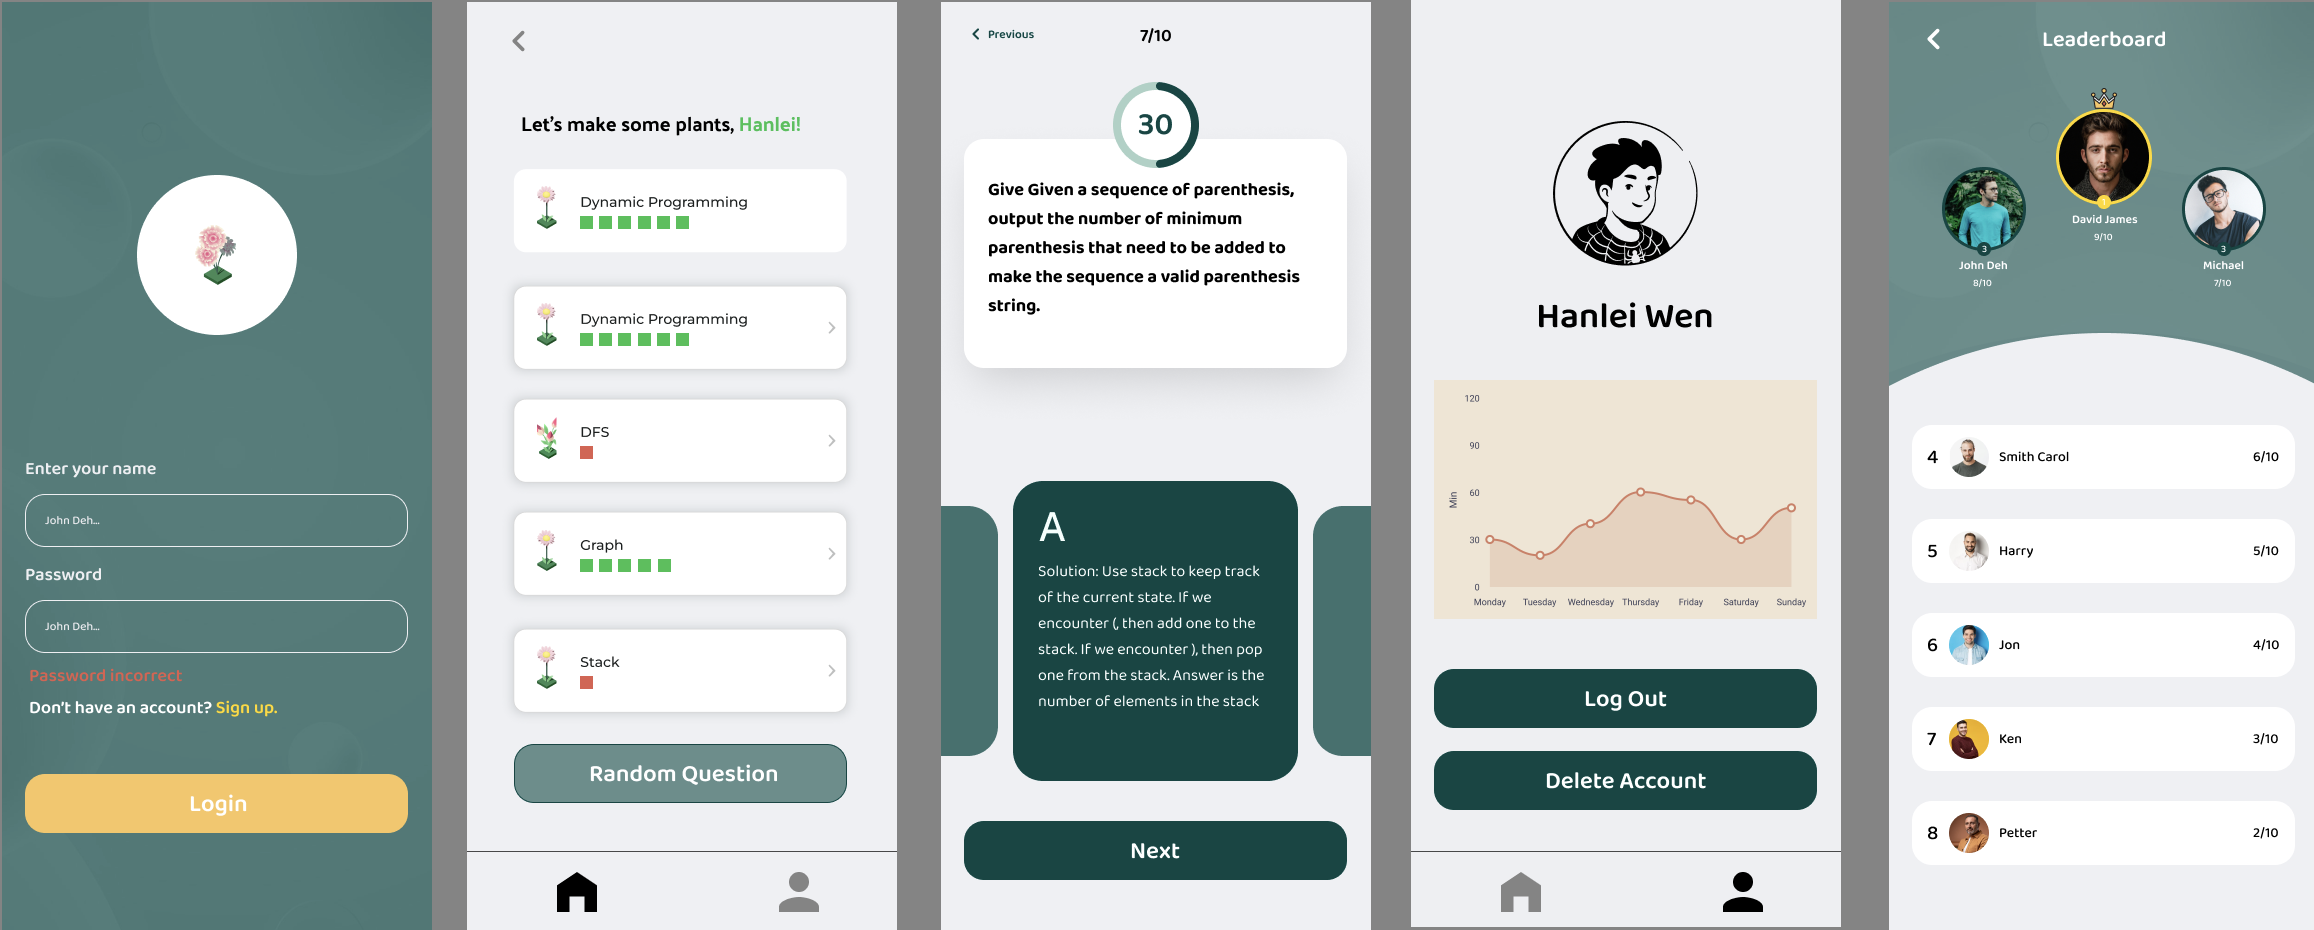 Enter your name
John Deh...
Password
John Deh...
Password incorrect
Don't have an account? Sign up.
Login
Let's make some plants, Hanlei!
Dynamic Programming
Dynamic Programming
DFS
Graph
Stack
Random Question
Previous
7/10
30
Give Given a sequence of parenthesis,
output the number of minimum
parenthesis that need to be added to
make the sequence a valid parenthesis
string.
A
Solution: Use stack to keep track
of the current state. If we
encounter (, then add one to the
stack. If we encounter ), then pop
one from the stack. Answer is the
number of elements in the stack
Next
Hanlei Wen
120
90
60
30
0
Min
Monday Tuesday Wednesday Thursday Friday Saturday Sunday
Log Out
Delete Account
Leaderboard
1
David James
9/10
3
John Deh
8/10
3
Michael
7/10
4 Smith Carol 6/10
5 Harry 5/10
6 Jon 4/10
7 Ken 3/10
8 Petter 2/10